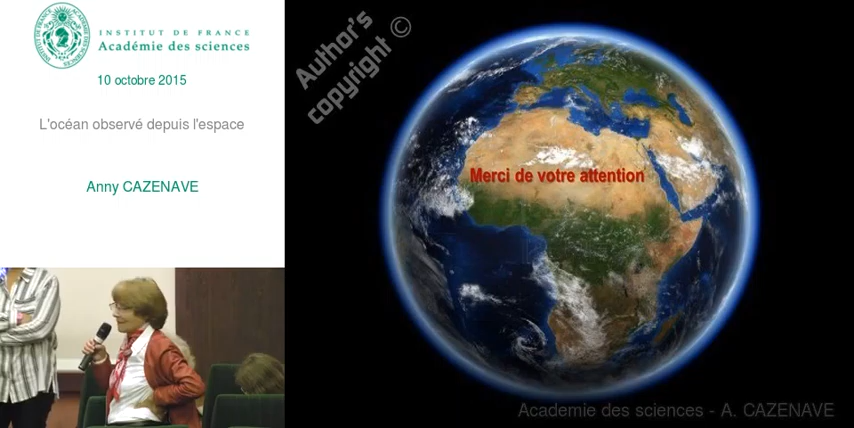 INSTITUT DE FRANCE
Académie des sciences
10 octobre 2015
L'océan observé depuis l'espace
Anny CAZENAVE
Author's
copyright ©
Merci de votre attention
Academie des sciences - A. CAZENAVE